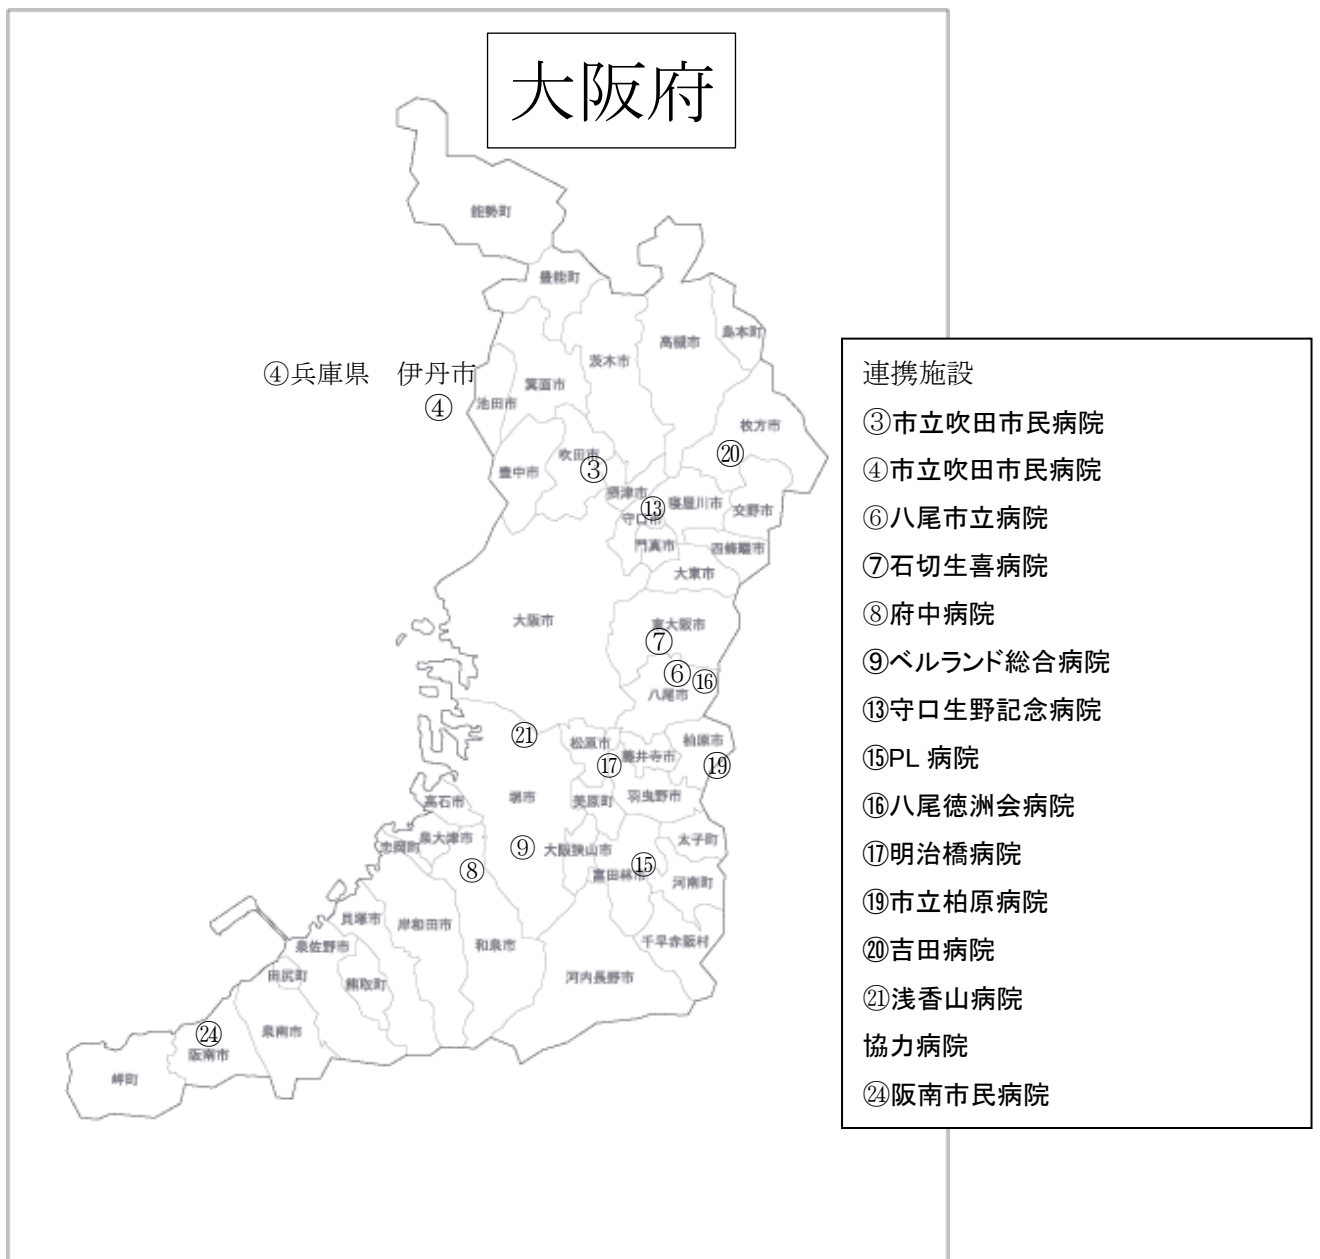 大阪府
能勢町
豊能町
島本町
高槻市
茨木市
④兵庫県　伊丹市
箕面市
池田市
④
枚方市
⑳
吹田市
③
豊中市
摂津市
寝屋川市
交野市
⑬
守口市
門真市
四條畷市
大東市
大阪市
東大阪市
⑦
⑥
⑯
八尾市
㉑
松原市
柏原市
藤井寺市
⑰
⑲
堺市
美原町
羽曳野市
高石市
泉大津市
忠岡町
太子町
⑨
大阪狭山市
⑧
⑮
富田林市
河南町
貝塚市
岸和田市
和泉市
千早赤阪村
泉佐野市
田尻町
熊取町
河内長野市
泉南市
㉔
阪南市
岬町
連携施設
③市立吹田市民病院
④市立吹田市民病院
⑥八尾市立病院
⑦石切生喜病院
⑧府中病院
⑨ベルランド総合病院
⑬守口生野記念病院
⑮PL 病院
⑯八尾徳洲会病院
⑰明治橋病院
⑲市立柏原病院
⑳吉田病院
㉑浅香山病院
協力病院
㉔阪南市民病院